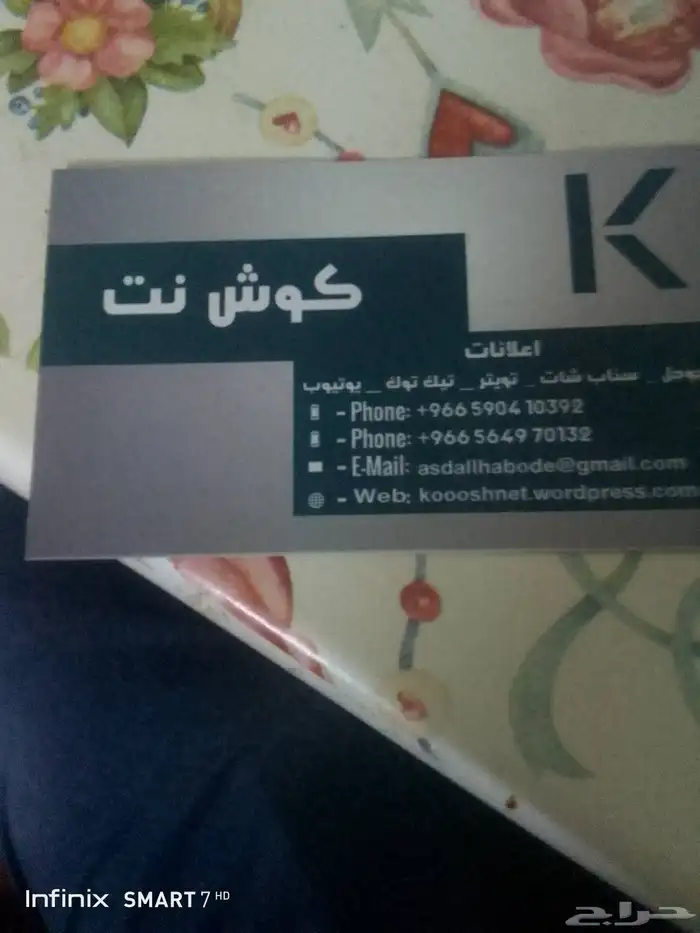 K
كوش نت
اعلانات
جوجل _ سناب شات _ تويتر _ تيك توك _ يوتيوب
- Phone: +966 5904 10392
- Phone: +966 5649 70132
- E-Mail: asdallhabode@gmail.com
- Web: koooshnet.wordpress.com
Infinix SMART 7 HD
حراج